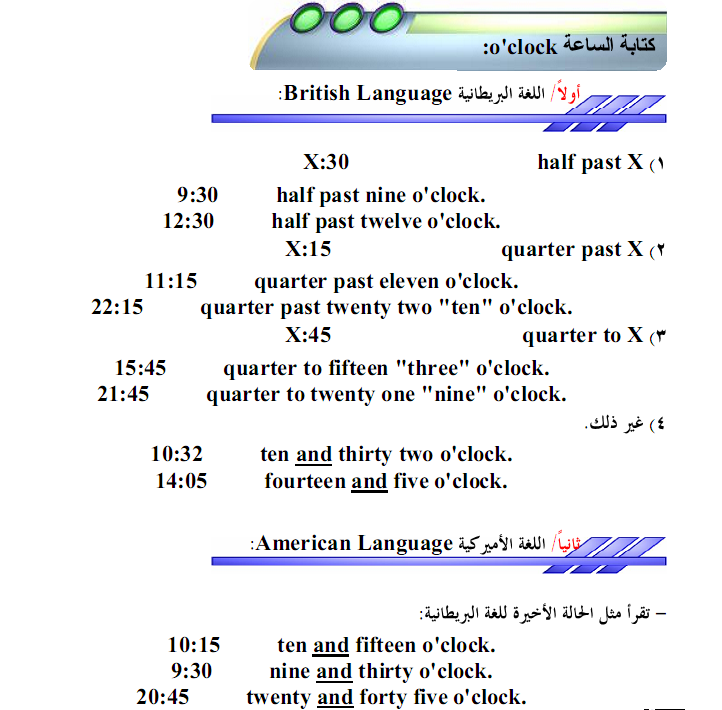 كتابة الساعة o'clock:
أولاً/ اللغة البريطانية British Language:
١) half past X X:30
9:30 half past nine o'clock.
12:30 half past twelve o'clock.
٢) quarter past X X:15
11:15 quarter past eleven o'clock.
22:15 quarter past twenty two "ten" o'clock.
٣) quarter to X X:45
15:45 quarter to fifteen "three" o'clock.
21:45 quarter to twenty one "nine" o'clock.
٤) غير ذلك.
10:32 ten and thirty two o'clock.
14:05 fourteen and five o'clock.
ثانياً/ اللغة الأميركية American Language:
– تقرأ مثل الحالة الأخيرة للغة البريطانية:
10:15 ten and fifteen o'clock.
9:30 nine and thirty o'clock.
20:45 twenty and forty five o'clock.